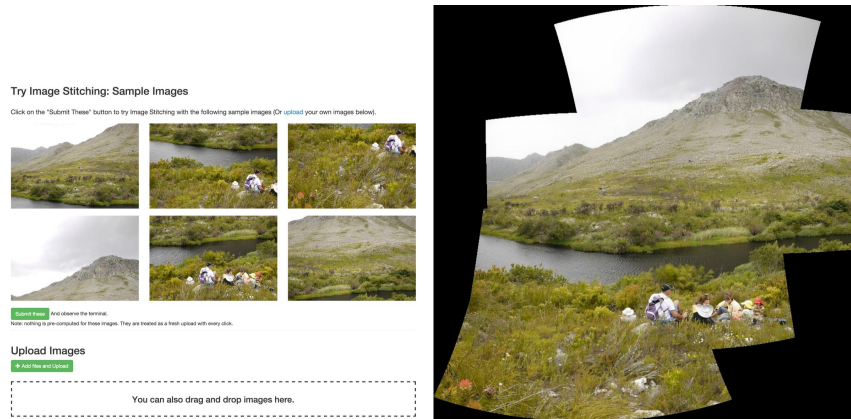 Try Image Stitching: Sample Images
Click on the "Submit These" button to try Image Stitching with the following sample images (Or upload your own images below).
Submit these And observe the terminal.
Note: nothing is pre-computed for these images. They are treated as a fresh upload with every click.
Upload Images
+ Add files and Upload
You can also drag and drop images here.